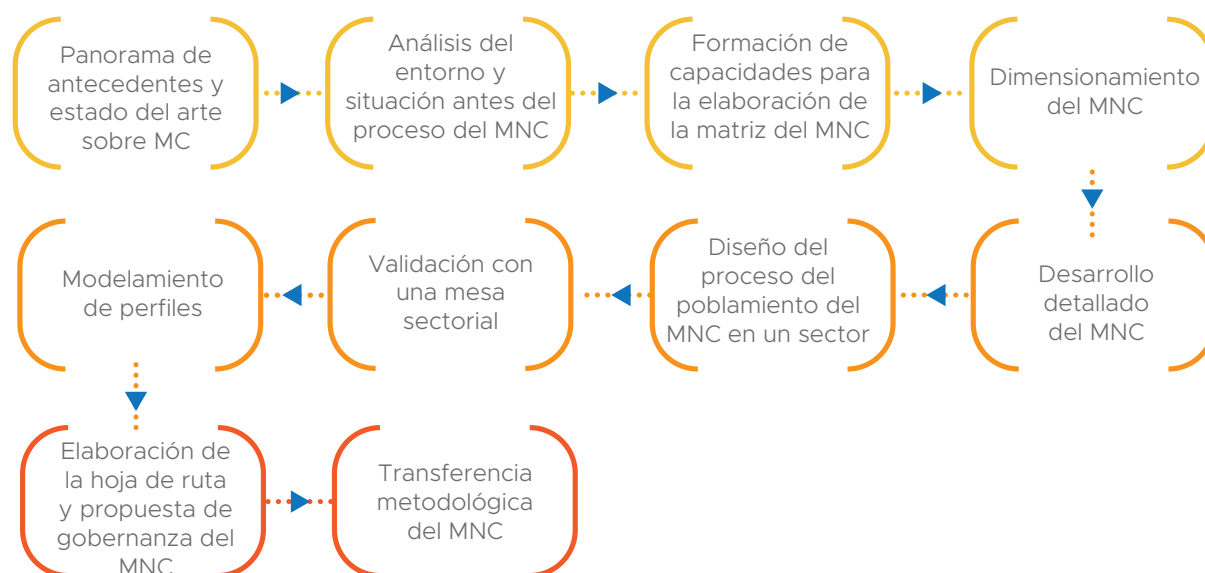 Panorama de
antecedentes y
estado del arte
sobre MC
Análisis del
entorno y
situación antes del
proceso del MNC
Formación de
capacidades para
la elaboración de
la matriz del MNC
Dimensionamiento
del MNC
Desarrollo
detallado
del MNC
Diseño del
proceso del
poblamiento del
MNC en un sector
Validación con
una mesa
sectorial
Modelamiento
de perfiles
Elaboración de
la hoja de ruta
y propuesta de
gobernanza del
MNC
Transferencia
metodológica
del MNC